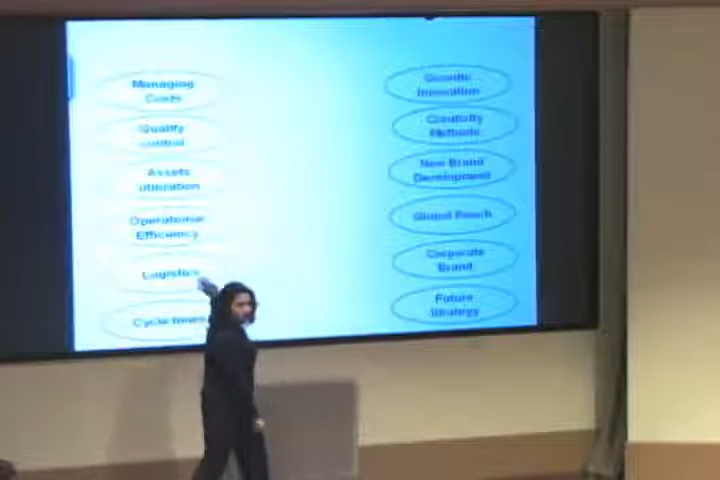 Managing
Costs
Quality
control
Assets
utilization
Operational
Efficiency
Logistics
Cycle times
Growth/
Innovation
Creativity
Methods
New Brand
Development
Global Reach
Corporate
Brand
Future
Strategy